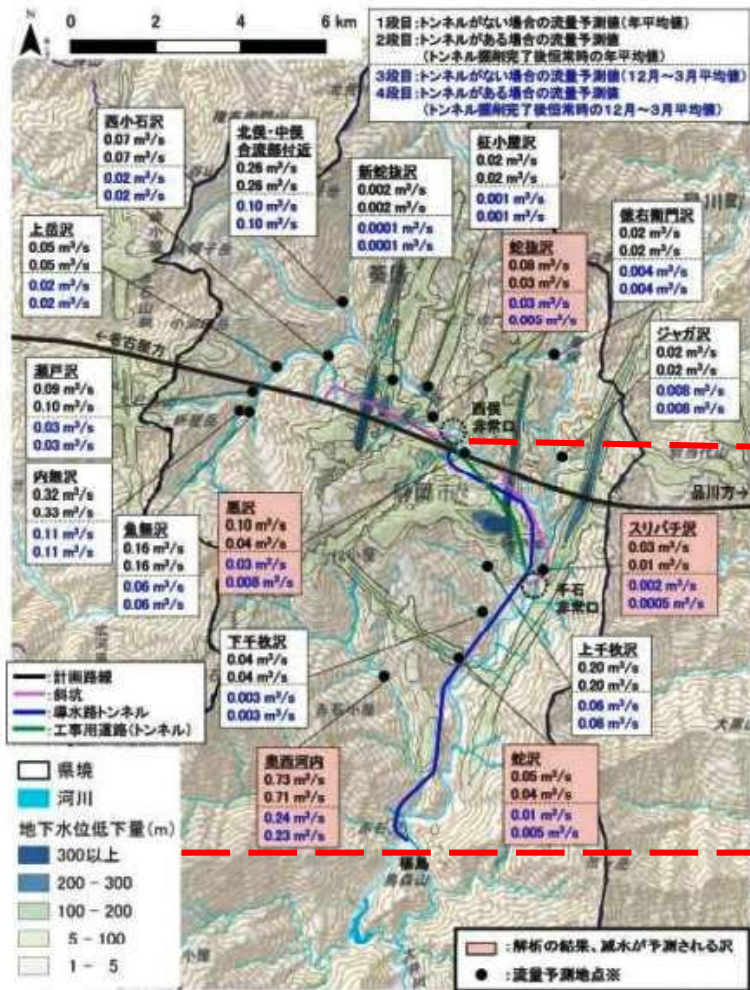 0 2 4 6 km
N
1段目:トンネルがない場合の流量予測値(年平均値)
2段目:トンネルがある場合の流量予測値
(トンネル掘削完了後恒常時の年平均値)
3段目:トンネルがない場合の流量予測値(12月～3月平均値)
4段目:トンネルがある場合の流量予測値
(トンネル掘削完了後恒常時の12月～3月平均値)
西小石沢
0.07 m³/s
0.07 m³/s
0.02 m³/s
0.02 m³/s
北俣・中俣
合流部付近
0.26 m³/s
0.26 m³/s
0.10 m³/s
0.10 m³/s
新蛇抜沢
0.002 m³/s
0.002 m³/s
0.0001 m³/s
0.0001 m³/s
柾小屋沢
0.02 m³/s
0.02 m³/s
0.001 m³/s
0.001 m³/s
徳右衛門沢
0.02 m³/s
0.02 m³/s
0.004 m³/s
0.004 m³/s
上岳沢
0.05 m³/s
0.05 m³/s
0.02 m³/s
0.02 m³/s
蛇抜沢
0.08 m³/s
0.03 m³/s
0.03 m³/s
0.005 m³/s
ジャガ沢
0.02 m³/s
0.02 m³/s
0.008 m³/s
0.008 m³/s
←名古屋方
瀬戸沢
0.09 m³/s
0.10 m³/s
0.03 m³/s
0.03 m³/s
西俣
非常口
品川方→
内無沢
0.32 m³/s
0.33 m³/s
0.11 m³/s
0.11 m³/s
魚無沢
0.16 m³/s
0.16 m³/s
0.06 m³/s
0.06 m³/s
悪沢
0.10 m³/s
0.04 m³/s
0.03 m³/s
0.008 m³/s
静岡市
スリバチ沢
0.03 m³/s
0.01 m³/s
0.002 m³/s
0.0005 m³/s
千石
非常口
下千枚沢
0.04 m³/s
0.04 m³/s
0.003 m³/s
0.003 m³/s
上千枚沢
0.20 m³/s
0.20 m³/s
0.06 m³/s
0.06 m³/s
:計画路線
:斜坑
:導水路トンネル
:工事用道路(トンネル)
奥西河内
0.73 m³/s
0.71 m³/s
0.24 m³/s
0.23 m³/s
蛇沢
0.05 m³/s
0.04 m³/s
0.01 m³/s
0.005 m³/s
県境
河川
地下水位低下量(m)
300以上
200 - 300
100 - 200
5 - 100
1 - 5
椹島
:解析の結果、減水が予測される沢
:流量予測地点※